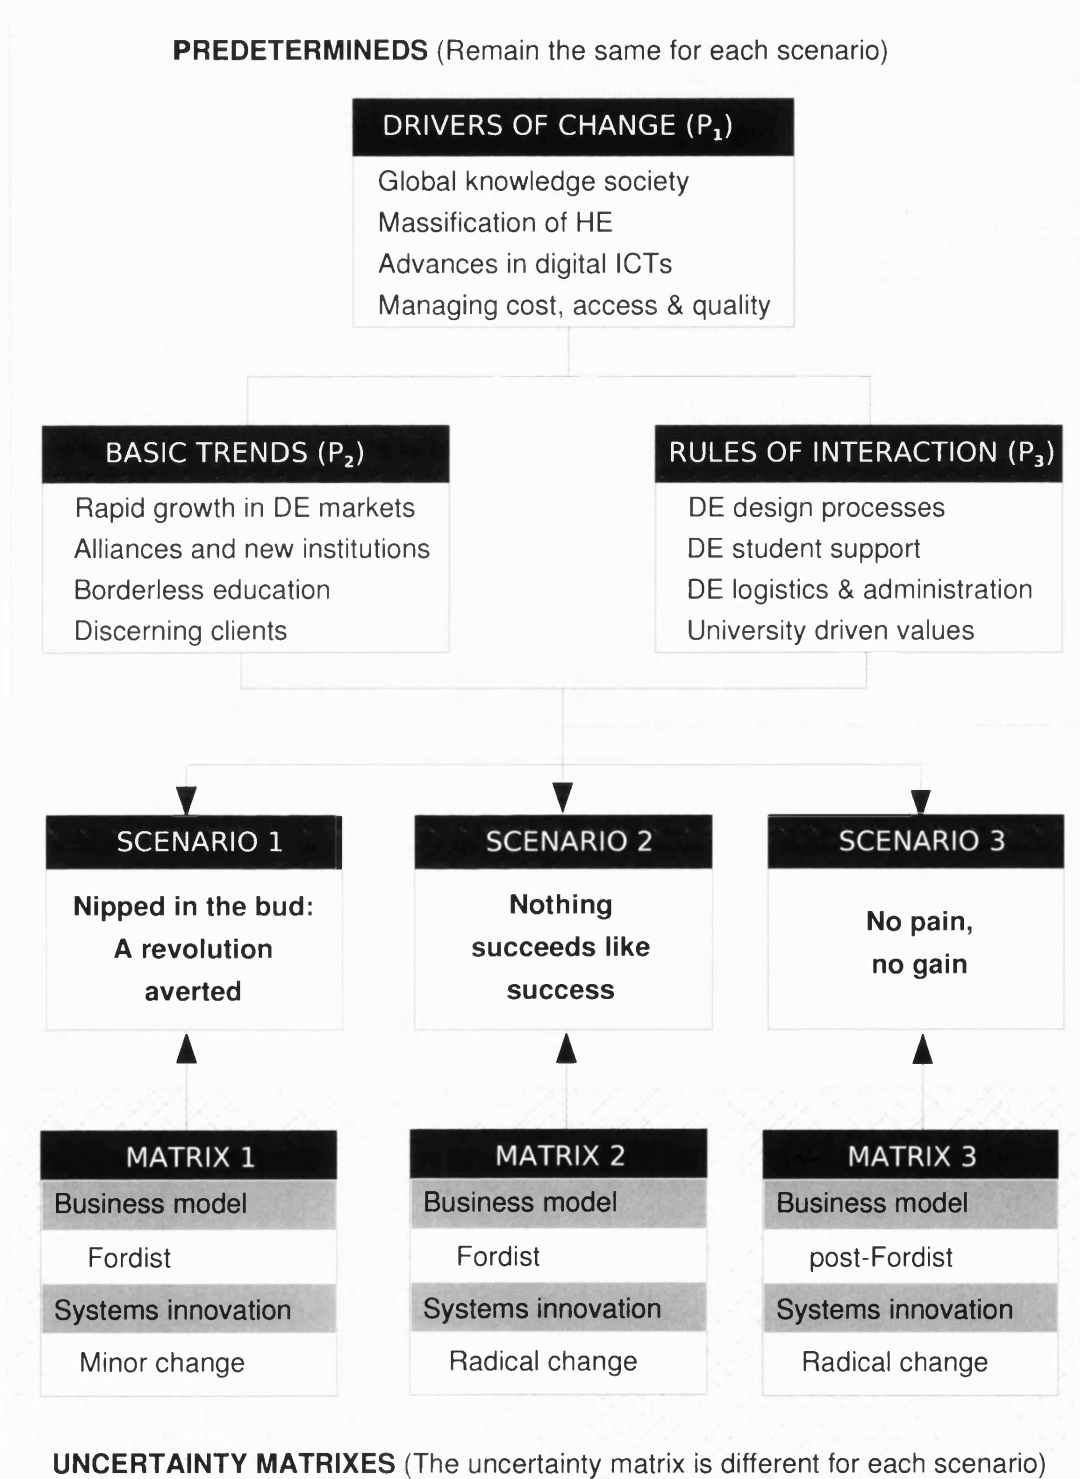 PREDETERMINEDS (Remain the same for each scenario)
DRIVERS OF CHANGE (P₁)
Global knowledge society
Massification of HE
Advances in digital ICTs
Managing cost, access & quality
BASIC TRENDS (P₂)
Rapid growth in DE markets
Alliances and new institutions
Borderless education
Discerning clients
RULES OF INTERACTION (P₃)
DE design processes
DE student support
DE logistics & administration
University driven values
SCENARIO 1
Nipped in the bud:
A revolution
averted
SCENARIO 2
Nothing
succeeds like
success
SCENARIO 3
No pain,
no gain
MATRIX 1
Business model
Fordist
Systems innovation
Minor change
MATRIX 2
Business model
Fordist
Systems innovation
Radical change
MATRIX 3
Business model
post-Fordist
Systems innovation
Radical change
UNCERTAINTY MATRIXES (The uncertainty matrix is different for each scenario)